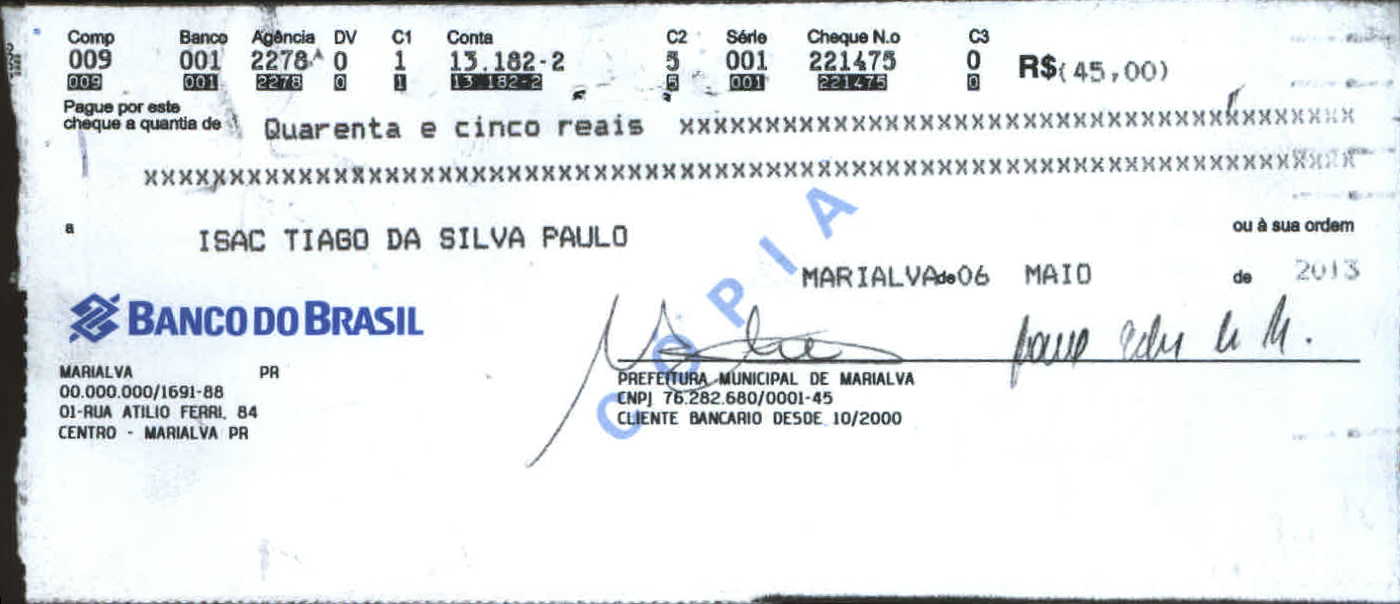 Comp Banco Agência DV C1 Conta C2 Série Cheque N.o C3
009 001 2278 0 1 13.182-2 5 001 221475 0 R$(45,00)
009 001 2278 0 1 13.182-2 5 001 221475 0
Pague por este
cheque a quantia de Quarenta e cinco reais xxxxxxxxxxxxxxxxxxxxxxxxxxxxxxxxxxxxxxx
xxxxxxxxxxxxxxxxxxxxxxxxxxxxxxxxxxxxxxxxxxxxxxxxxxxxxxxxxxxxxxxxxxxx
a ISAC TIAGO DA SILVA PAULO ou à sua ordem
MARIALVA de 06 MAIO de 2013
COPIA
BANCO DO BRASIL
MARIALVA PR
00.000.000/1691-88
01-RUA ATILIO FERRI, 84
CENTRO - MARIALVA PR
PREFEITURA MUNICIPAL DE MARIALVA
CNPJ 76.282.680/0001-45
CLIENTE BANCARIO DESDE 10/2000